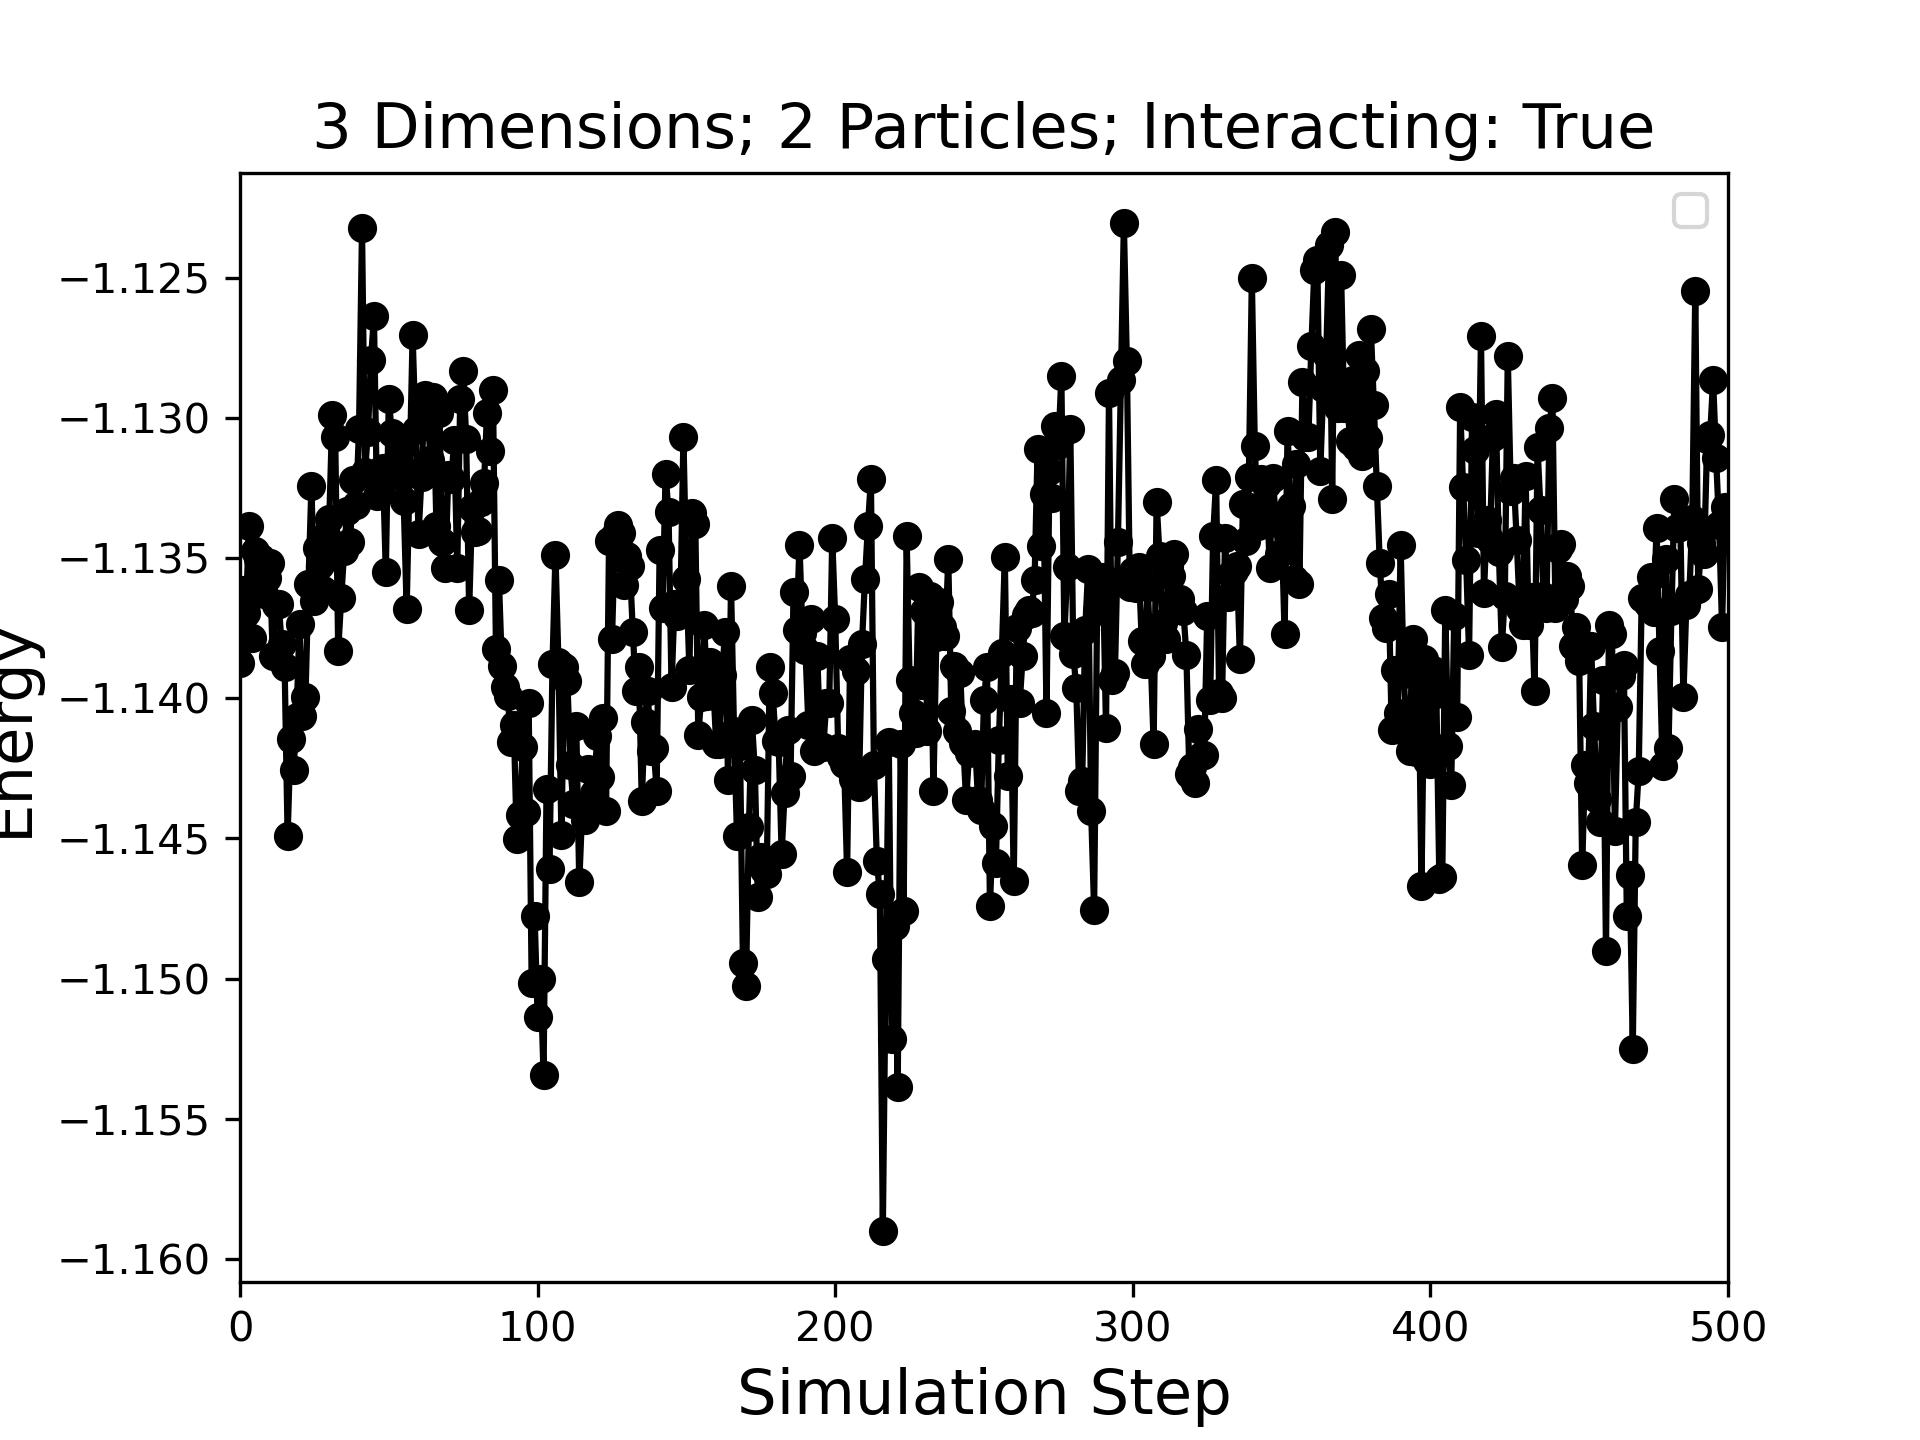 3 Dimensions; 2 Particles; Interacting: True
Energy
−1.125
−1.130
−1.135
−1.140
−1.145
−1.150
−1.155
−1.160
0 100 200 300 400 500
Simulation Step